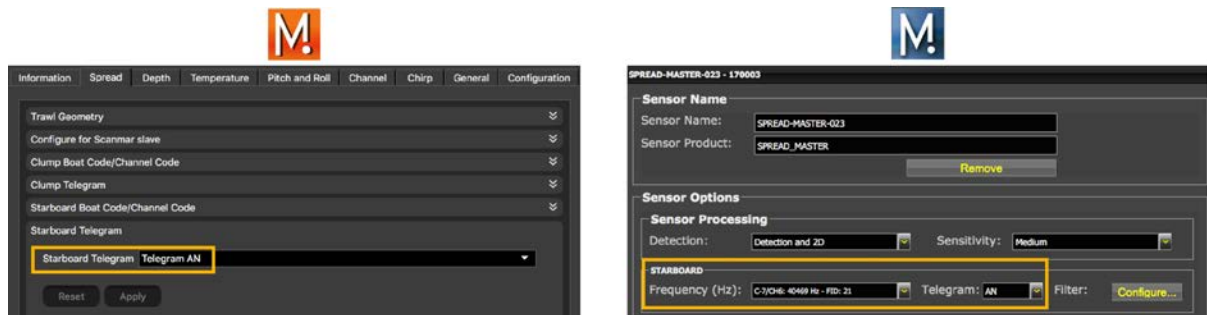 M.
Information Spread Depth Temperature Pitch and Roll Channel Chirp General Configuration
Trawl Geometry
Configure for Scanmar slave
Clump Boat Code/Channel Code
Clump Telegram
Starboard Boat Code/Channel Code
Starboard Telegram
Starboard Telegram Telegram AN
Reset Apply
M.
SPREAD-MASTER-023 - 170003
Sensor Name
Sensor Name: SPREAD-MASTER-023
Sensor Product: SPREAD_MASTER
Remove
Sensor Options
Sensor Processing
Detection: Detection and 2D Sensitivity: Medium
STARBOARD
Frequency (Hz): C-7/CH6: 40469 Hz - FID: 21 Telegram: AN Filter: Configure...